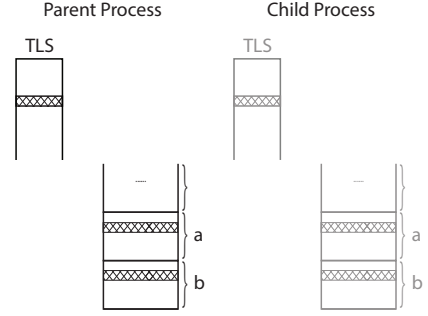 Parent Process Child Process
TLS TLS
......
......
a a
b b